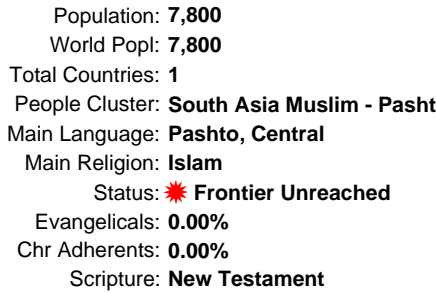 Population: 7,800
World Popl: 7,800
Total Countries: 1
People Cluster: South Asia Muslim - Pasht
Main Language: Pashto, Central
Main Religion: Islam
Status: Frontier Unreached
Evangelicals: 0.00%
Chr Adherents: 0.00%
Scripture: New Testament